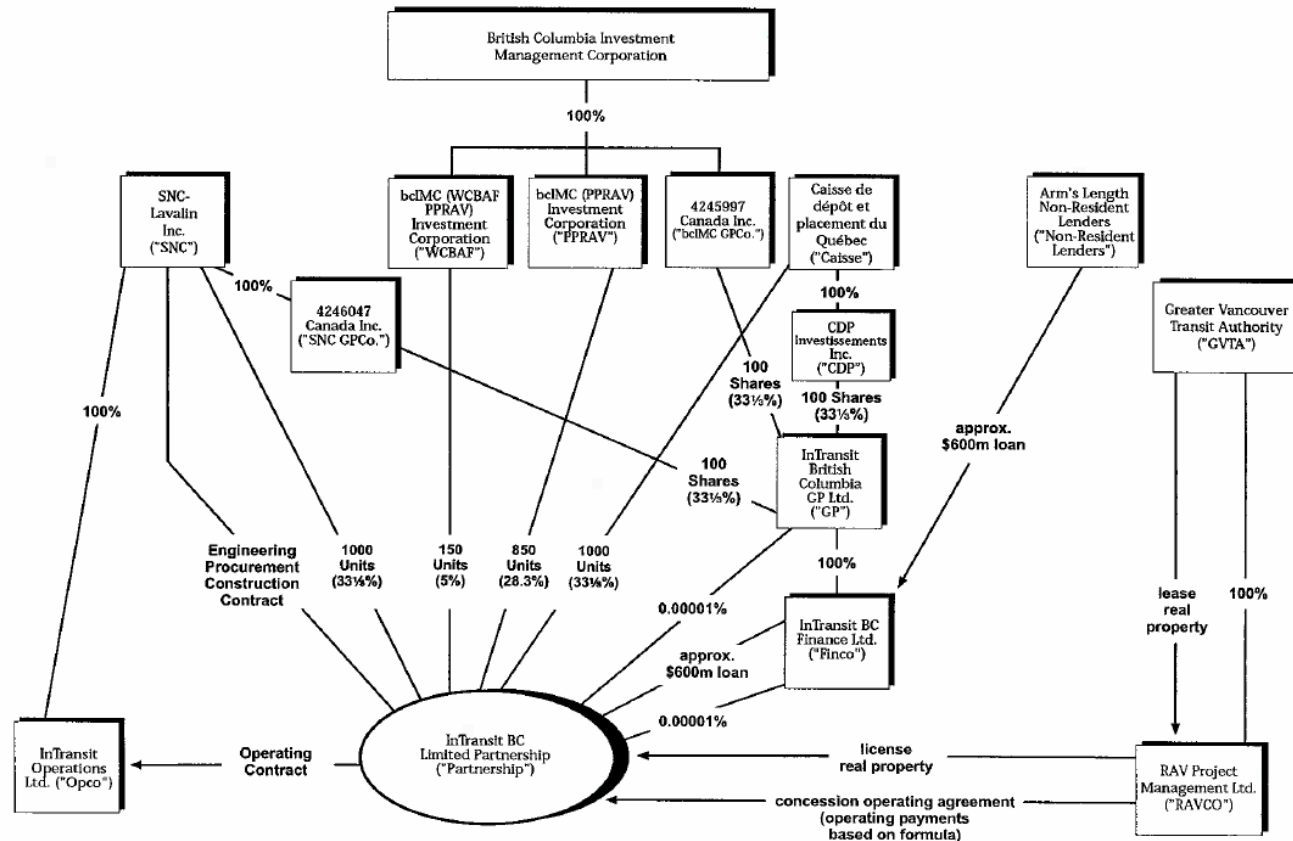 British Columbia Investment
Management Corporation
100%
SNC-
Lavalin
Inc.
("SNC")
bcIMC (WCBAF
PPRAV)
Investment
Corporation
("WCBAF")
bcIMC (PPRAV)
Investment
Corporation
("PPRAV")
4245997
Canada Inc.
("bcIMC GPCo.")
Caisse de
dépôt et
placement du
Québec
("Caisse")
Arm's Length
Non-Resident
Lenders
("Non-Resident
Lenders")
100%
4246047
Canada Inc.
("SNC GPCo.")
100%
CDP
Investissements
Inc.
("CDP")
Greater Vancouver
Transit Authority
("GVTA")
100%
100
Shares
(33⅓%)
100 Shares
(33⅓%)
approx.
$600m loan
100
Shares
(33⅓%)
InTransit
British
Columbia
GP Ltd.
("GP")
Engineering
Procurement
Construction
Contract
1000
Units
(33⅓%)
150
Units
(5%)
850
Units
(28.3%)
1000
Units
(33⅓%)
100%
lease
real
property
100%
0.00001%
InTransit BC
Finance Ltd.
("Finco")
approx.
$600m loan
0.00001%
InTransit
Operations
Ltd. ("Opco")
Operating
Contract
InTransit BC
Limited Partnership
("Partnership")
license
real property
RAV Project
Management Ltd.
("RAVCO")
concession operating agreement
(operating payments
based on formula)